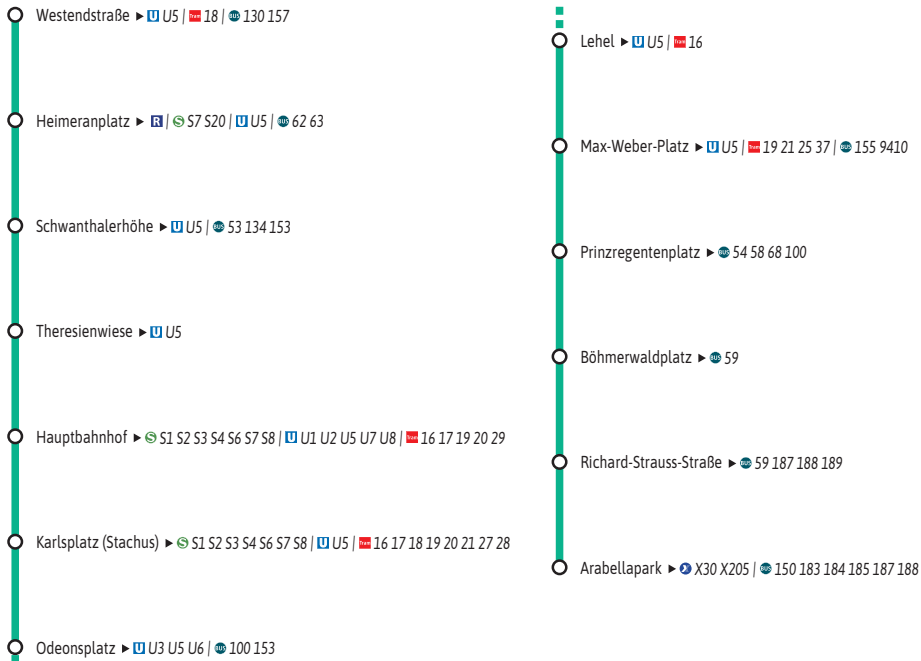 Westendstraße ▸ U U5 | Tram 18 | BUS 130 157
Heimeranplatz ▸ R | S S7 S20 | U U5 | BUS 62 63
Schwanthalerhöhe ▸ U U5 | BUS 53 134 153
Theresienwiese ▸ U U5
Hauptbahnhof ▸ S S1 S2 S3 S4 S6 S7 S8 | U U1 U2 U5 U7 U8 | Tram 16 17 19 20 29
Karlsplatz (Stachus) ▸ S S1 S2 S3 S4 S6 S7 S8 | U U5 | Tram 16 17 18 19 20 21 27 28
Odeonsplatz ▸ U U3 U5 U6 | BUS 100 153
Lehel ▸ U U5 | Tram 16
Max-Weber-Platz ▸ U U5 | Tram 19 21 25 37 | BUS 155 9410
Prinzregentenplatz ▸ BUS 54 58 68 100
Böhmerwaldplatz ▸ BUS 59
Richard-Strauss-Straße ▸ BUS 59 187 188 189
Arabellapark ▸ X X30 X205 | BUS 150 183 184 185 187 188